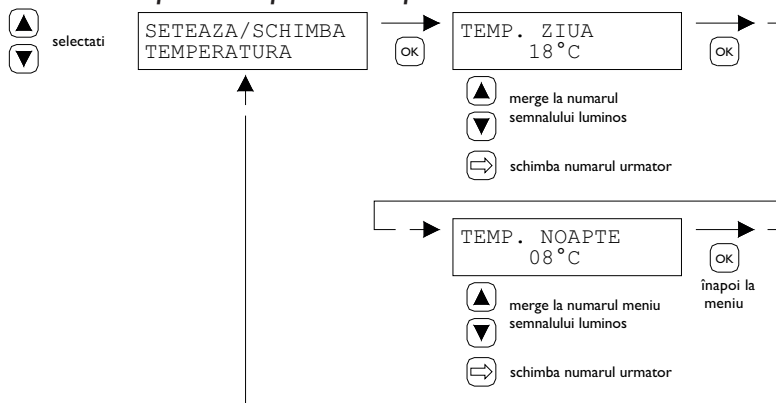 selectati
SETEAZA/SCHIMBA
TEMPERATURA
OK
TEMP. ZIUA
18°C
OK
merge la numarul
semnalului luminos
schimba numarul urmator
TEMP. NOAPTE
08°C
OK
înapoi la
meniu
merge la numarul meniu
semnalului luminos
schimba numarul urmator